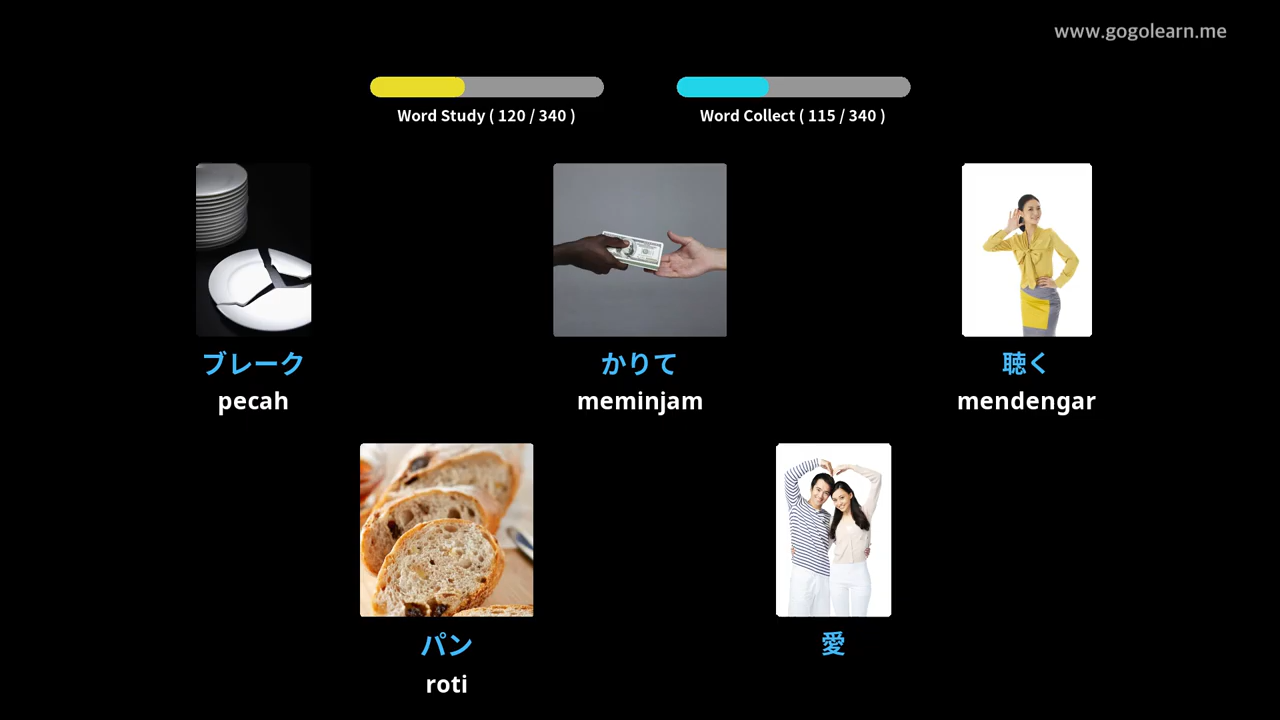 www.gogolearn.me
Word Study ( 120 / 340 )
Word Collect ( 115 / 340 )
ブレーク
pecah
かりて
meminjam
聴く
mendengar
パン
roti
愛